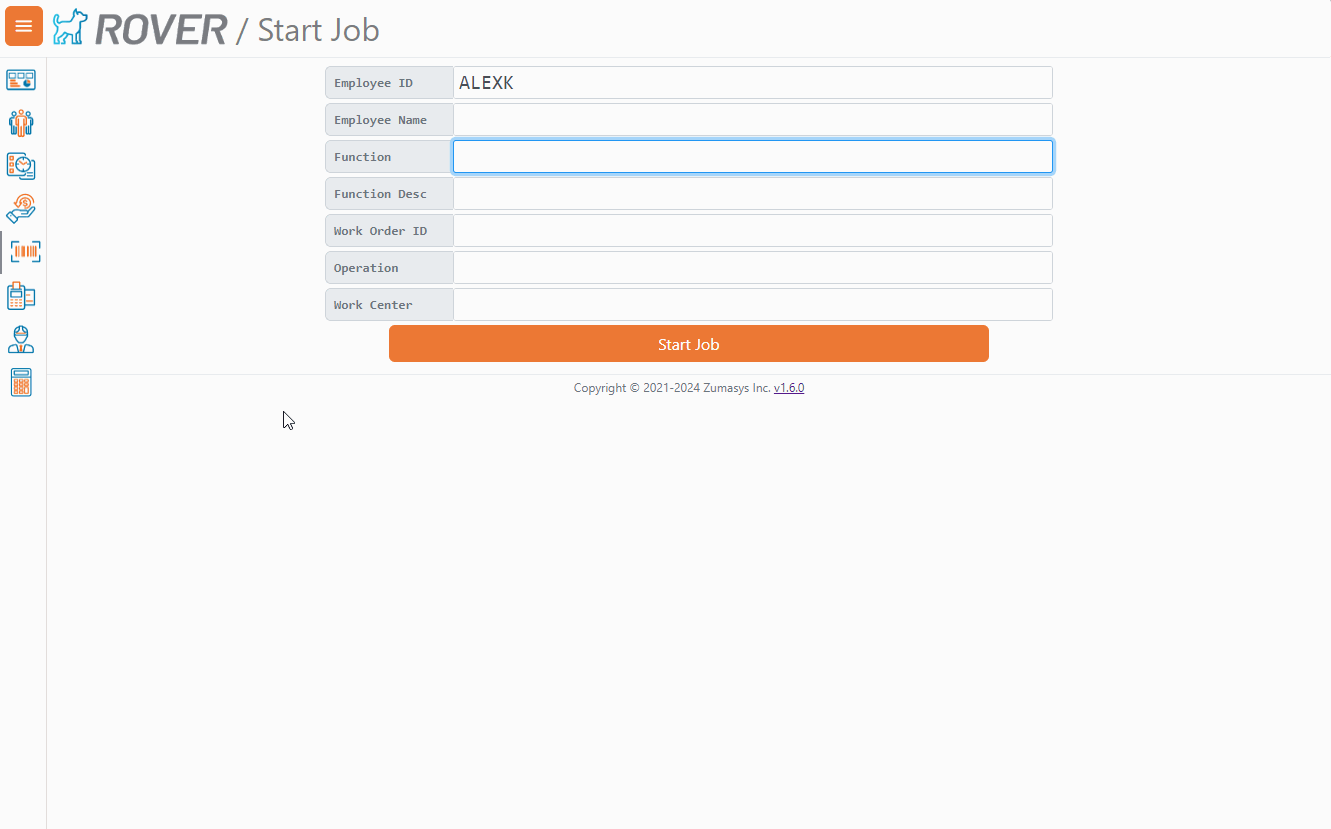 ROVER / Start Job
Employee ID ALEXK
Employee Name
Function
Function Desc
Work Order ID
Operation
Work Center
Start Job
Copyright © 2021-2024 Zumasys Inc. v1.6.0